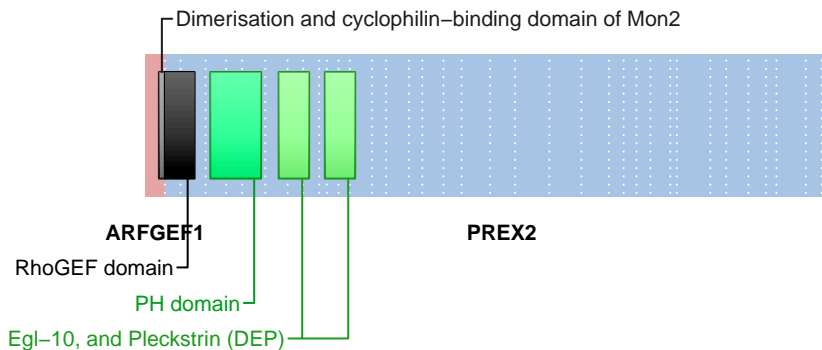 Dimerisation and cyclophilin−binding domain of Mon2
ARFGEF1
PREX2
RhoGEF domain
PH domain
Egl−10, and Pleckstrin (DEP)